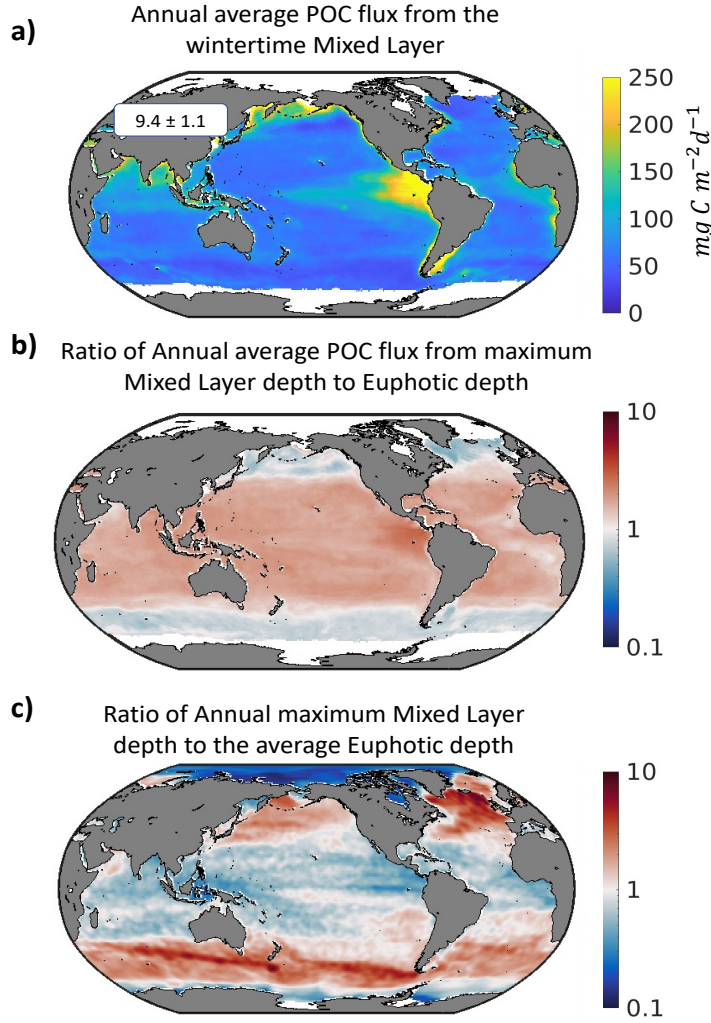 a)
Annual average POC flux from the
wintertime Mixed Layer
9.4 ± 1.1
250
200
150
100
50
0
mg C m⁻² d⁻¹
b)
Ratio of Annual average POC flux from maximum
Mixed Layer depth to Euphotic depth
10
1
0.1
c)
Ratio of Annual maximum Mixed Layer
depth to the average Euphotic depth
10
1
0.1